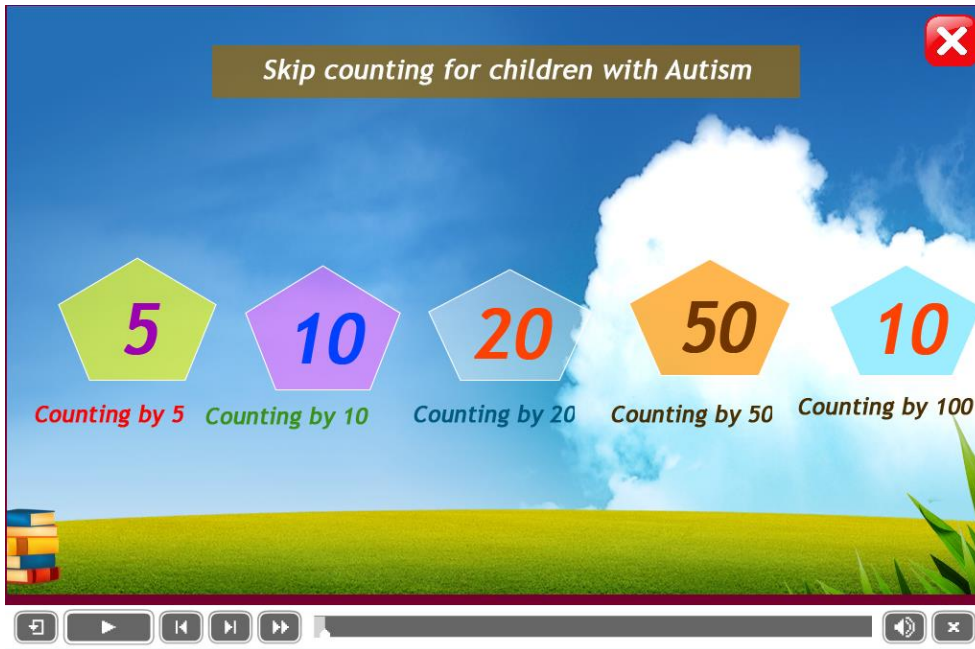 Skip counting for children with Autism
5
10
20
50
10
Counting by 5
Counting by 10
Counting by 20
Counting by 50
Counting by 100